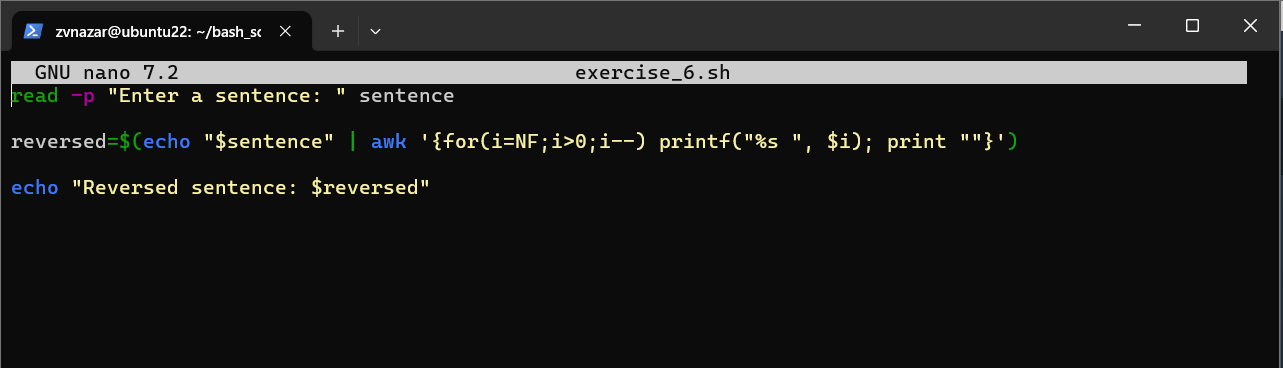 zvnazar@ubuntu22: ~/bash_sc
GNU nano 7.2 exercise_6.sh
read -p "Enter a sentence: " sentence
reversed=$(echo "$sentence" | awk '{for(i=NF;i>0;i--) printf("%s ", $i); print ""}')
echo "Reversed sentence: $reversed"